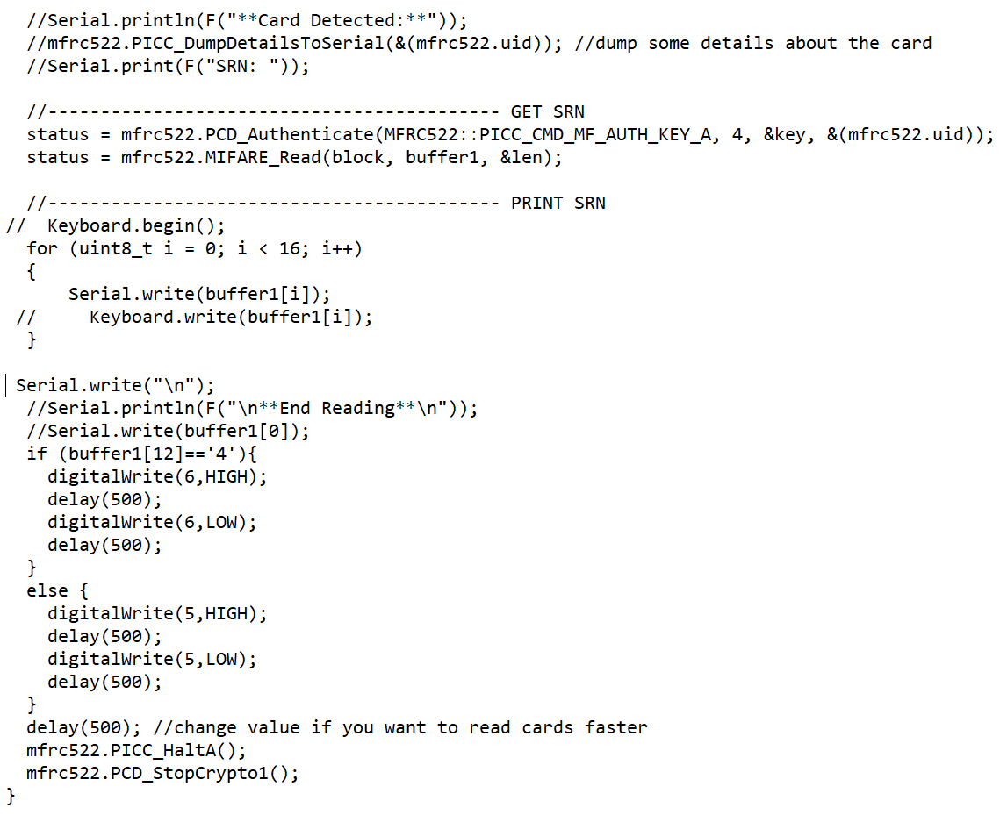 //Serial.println(F("**Card Detected:**"));
//mfrc522.PICC_DumpDetailsToSerial(&(mfrc522.uid)); //dump some details about the card
//Serial.print(F("SRN: "));
//------------------------------------------- GET SRN
status = mfrc522.PCD_Authenticate(MFRC522::PICC_CMD_MF_AUTH_KEY_A, 4, &key, &(mfrc522.uid));
status = mfrc522.MIFARE_Read(block, buffer1, &len);
//------------------------------------------- PRINT SRN
//  Keyboard.begin();
for (uint8_t i = 0; i < 16; i++)
{
Serial.write(buffer1[i]);
//     Keyboard.write(buffer1[i]);
}
Serial.write("\n");
//Serial.println(F("\n**End Reading**\n"));
//Serial.write(buffer1[0]);
if (buffer1[12]=='4'){
digitalWrite(6,HIGH);
delay(500);
digitalWrite(6,LOW);
delay(500);
}
else {
digitalWrite(5,HIGH);
delay(500);
digitalWrite(5,LOW);
delay(500);
}
delay(500); //change value if you want to read cards faster
mfrc522.PICC_HaltA();
mfrc522.PCD_StopCrypto1();
}